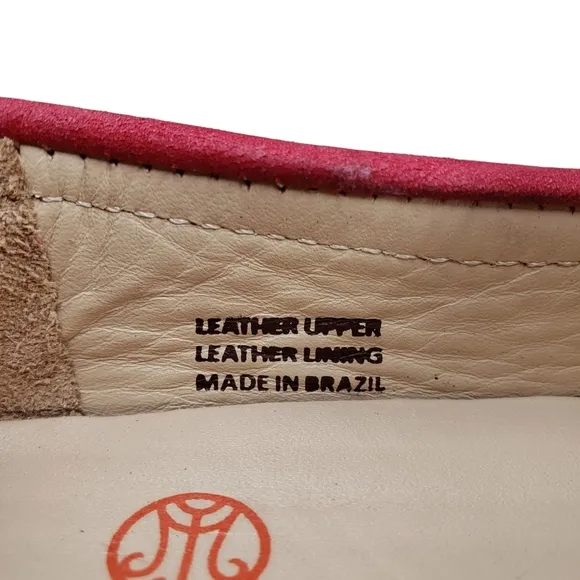 LEATHER UPPER
LEATHER LINING
MADE IN BRAZIL